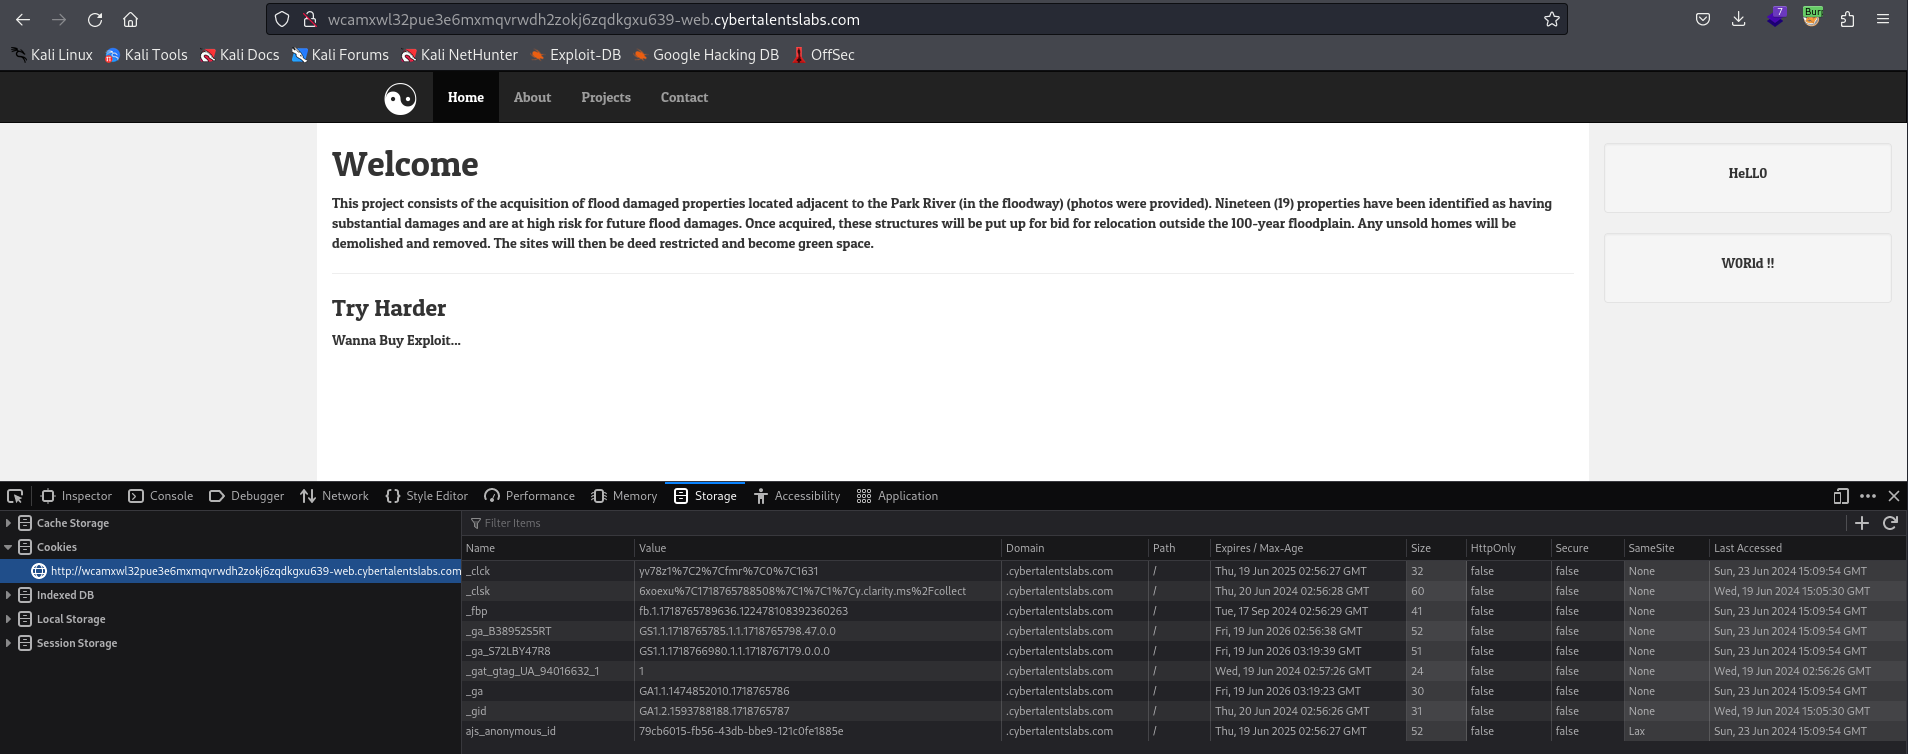 wcamxwl32pue3e6mxmqvrwdh2zokj6zqdkgxu639-web.cybertalentslabs.com
7
Bur
Kali Linux Kali Tools Kali Docs Kali Forums Kali NetHunter Exploit-DB Google Hacking DB OffSec
Home About Projects Contact
Welcome
This project consists of the acquisition of flood damaged properties located adjacent to the Park River (in the floodway) (photos were provided). Nineteen (19) properties have been identified as having
substantial damages and are at high risk for future flood damages. Once acquired, these structures will be put up for bid for relocation outside the 100-year floodplain. Any unsold homes will be
demolished and removed. The sites will then be deed restricted and become green space.
Try Harder
Wanna Buy Exploit...
HeLL0
W0Rld !!
Inspector Console Debugger Network Style Editor Performance Memory Storage Accessibility Application
Cache Storage
Cookies
http://wcamxwl32pue3e6mxmqvrwdh2zokj6zqdkgxu639-web.cybertalentslabs.com
Indexed DB
Local Storage
Session Storage
Filter Items
Name Value Domain Path Expires / Max-Age Size HttpOnly Secure SameSite Last Accessed
_clck yv78z1%7C2%7Cfmr%7C0%7C1631 .cybertalentslabs.com / Thu, 19 Jun 2025 02:56:27 GMT 32 false false None Sun, 23 Jun 2024 15:09:54 GMT
_clsk 6xoexu%7C1718765788508%7C1%7C1%7Cy.clarity.ms%2Fcollect .cybertalentslabs.com / Thu, 20 Jun 2024 02:56:28 GMT 60 false false None Wed, 19 Jun 2024 15:05:30 GMT
_fbp fb.1.1718765789636.122478108392360263 .cybertalentslabs.com / Tue, 17 Sep 2024 02:56:29 GMT 41 false false None Sun, 23 Jun 2024 15:09:54 GMT
_ga_B38952S5RT GS1.1.1718765785.1.1.1718765798.47.0.0 .cybertalentslabs.com / Fri, 19 Jun 2026 02:56:38 GMT 52 false false None Sun, 23 Jun 2024 15:09:54 GMT
_ga_S72LBY47R8 GS1.1.1718766980.1.1.1718767179.0.0.0 .cybertalentslabs.com / Fri, 19 Jun 2026 03:19:39 GMT 51 false false None Sun, 23 Jun 2024 15:09:54 GMT
_gat_gtag_UA_94016632_1 1 .cybertalentslabs.com / Wed, 19 Jun 2024 02:57:26 GMT 24 false false None Wed, 19 Jun 2024 02:56:26 GMT
_ga GA1.1.1474852010.1718765786 .cybertalentslabs.com / Fri, 19 Jun 2026 03:19:23 GMT 30 false false None Sun, 23 Jun 2024 15:09:54 GMT
_gid GA1.2.1593788188.1718765787 .cybertalentslabs.com / Thu, 20 Jun 2024 02:56:26 GMT 31 false false None Wed, 19 Jun 2024 15:05:30 GMT
ajs_anonymous_id 79cb6015-fb56-43db-bbe9-121c0fe1885e .cybertalentslabs.com / Thu, 19 Jun 2025 02:56:27 GMT 52 false false Lax Sun, 23 Jun 2024 15:09:54 GMT